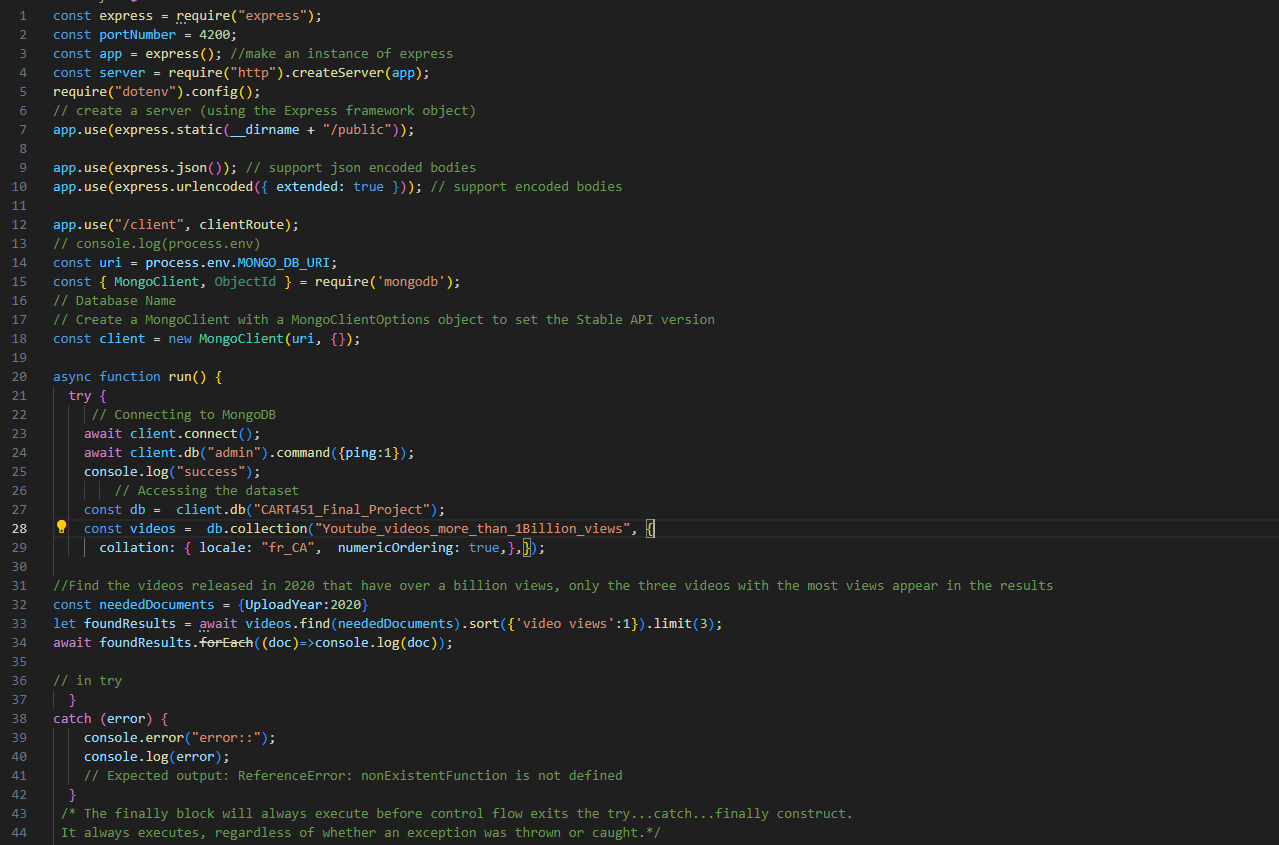 1 const express = require("express");
2 const portNumber = 4200;
3 const app = express(); //make an instance of express
4 const server = require("http").createServer(app);
5 require("dotenv").config();
6 // create a server (using the Express framework object)
7 app.use(express.static(__dirname + "/public"));
8
9 app.use(express.json()); // support json encoded bodies
10 app.use(express.urlencoded({ extended: true })); // support encoded bodies
11
12 app.use("/client", clientRoute);
13 // console.log(process.env)
14 const uri = process.env.MONGO_DB_URI;
15 const { MongoClient, ObjectId } = require('mongodb');
16 // Database Name
17 // Create a MongoClient with a MongoClientOptions object to set the Stable API version
18 const client = new MongoClient(uri, {});
19
20 async function run() {
21   try {
22      // Connecting to MongoDB
23     await client.connect();
24     await client.db("admin").command({ping:1});
25     console.log("success");
26         // Accessing the dataset
27     const db =  client.db("CART451_Final_Project");
28     const videos =  db.collection("Youtube_videos_more_than_1Billion_views", {
29       collation: { locale: "fr_CA",  numericOrdering: true,},});
30
31 //Find the videos released in 2020 that have over a billion views, only the three videos with the most views appear in the results
32 const neededDocuments = {UploadYear:2020}
33 let foundResults = await videos.find(neededDocuments).sort({'video views':1}).limit(3);
34 await foundResults.forEach((doc)=>console.log(doc));
35
36 // in try
37   }
38 catch (error) {
39     console.error("error::");
40     console.log(error);
41     // Expected output: ReferenceError: nonExistentFunction is not defined
42   }
43  /* The finally block will always execute before control flow exits the try...catch...finally construct.
44  It always executes, regardless of whether an exception was thrown or caught.*/